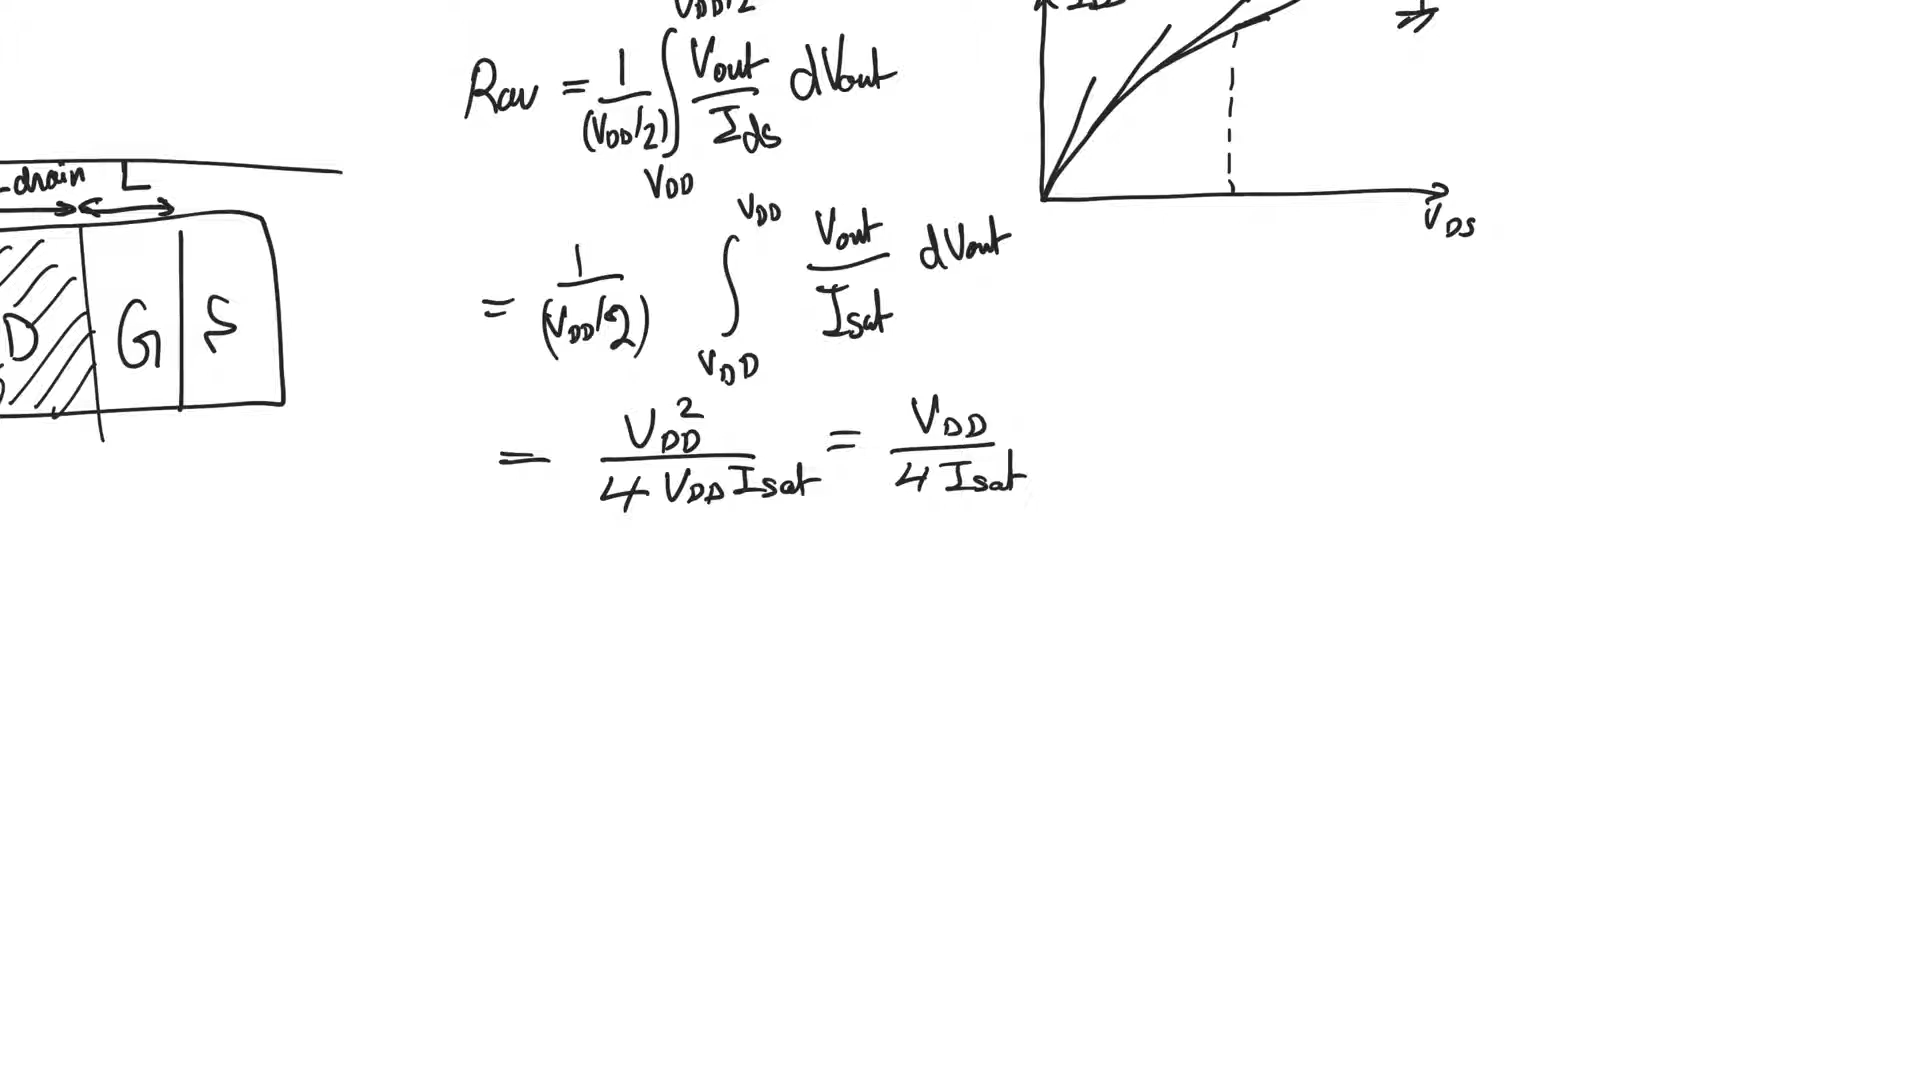 VDD/2
Rav = 1/(VDD/2) ∫ Vout/Ids dVout
VDD
V_DS
drain L
VDD
= 1/(VDD/2) ∫ Vout/Isat dVout
VDD
D G S
= VDD²/4 VDD Isat = VDD/4 Isat